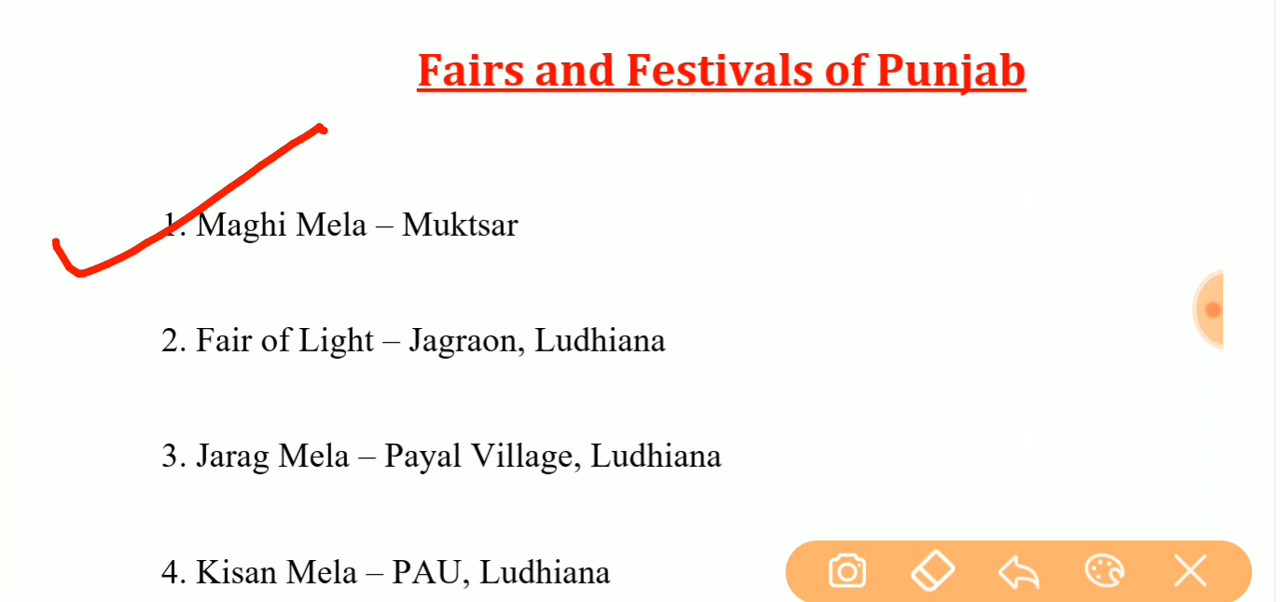 Fairs and Festivals of Punjab
1. Maghi Mela – Muktsar
2. Fair of Light – Jagraon, Ludhiana
3. Jarag Mela – Payal Village, Ludhiana
4. Kisan Mela – PAU, Ludhiana